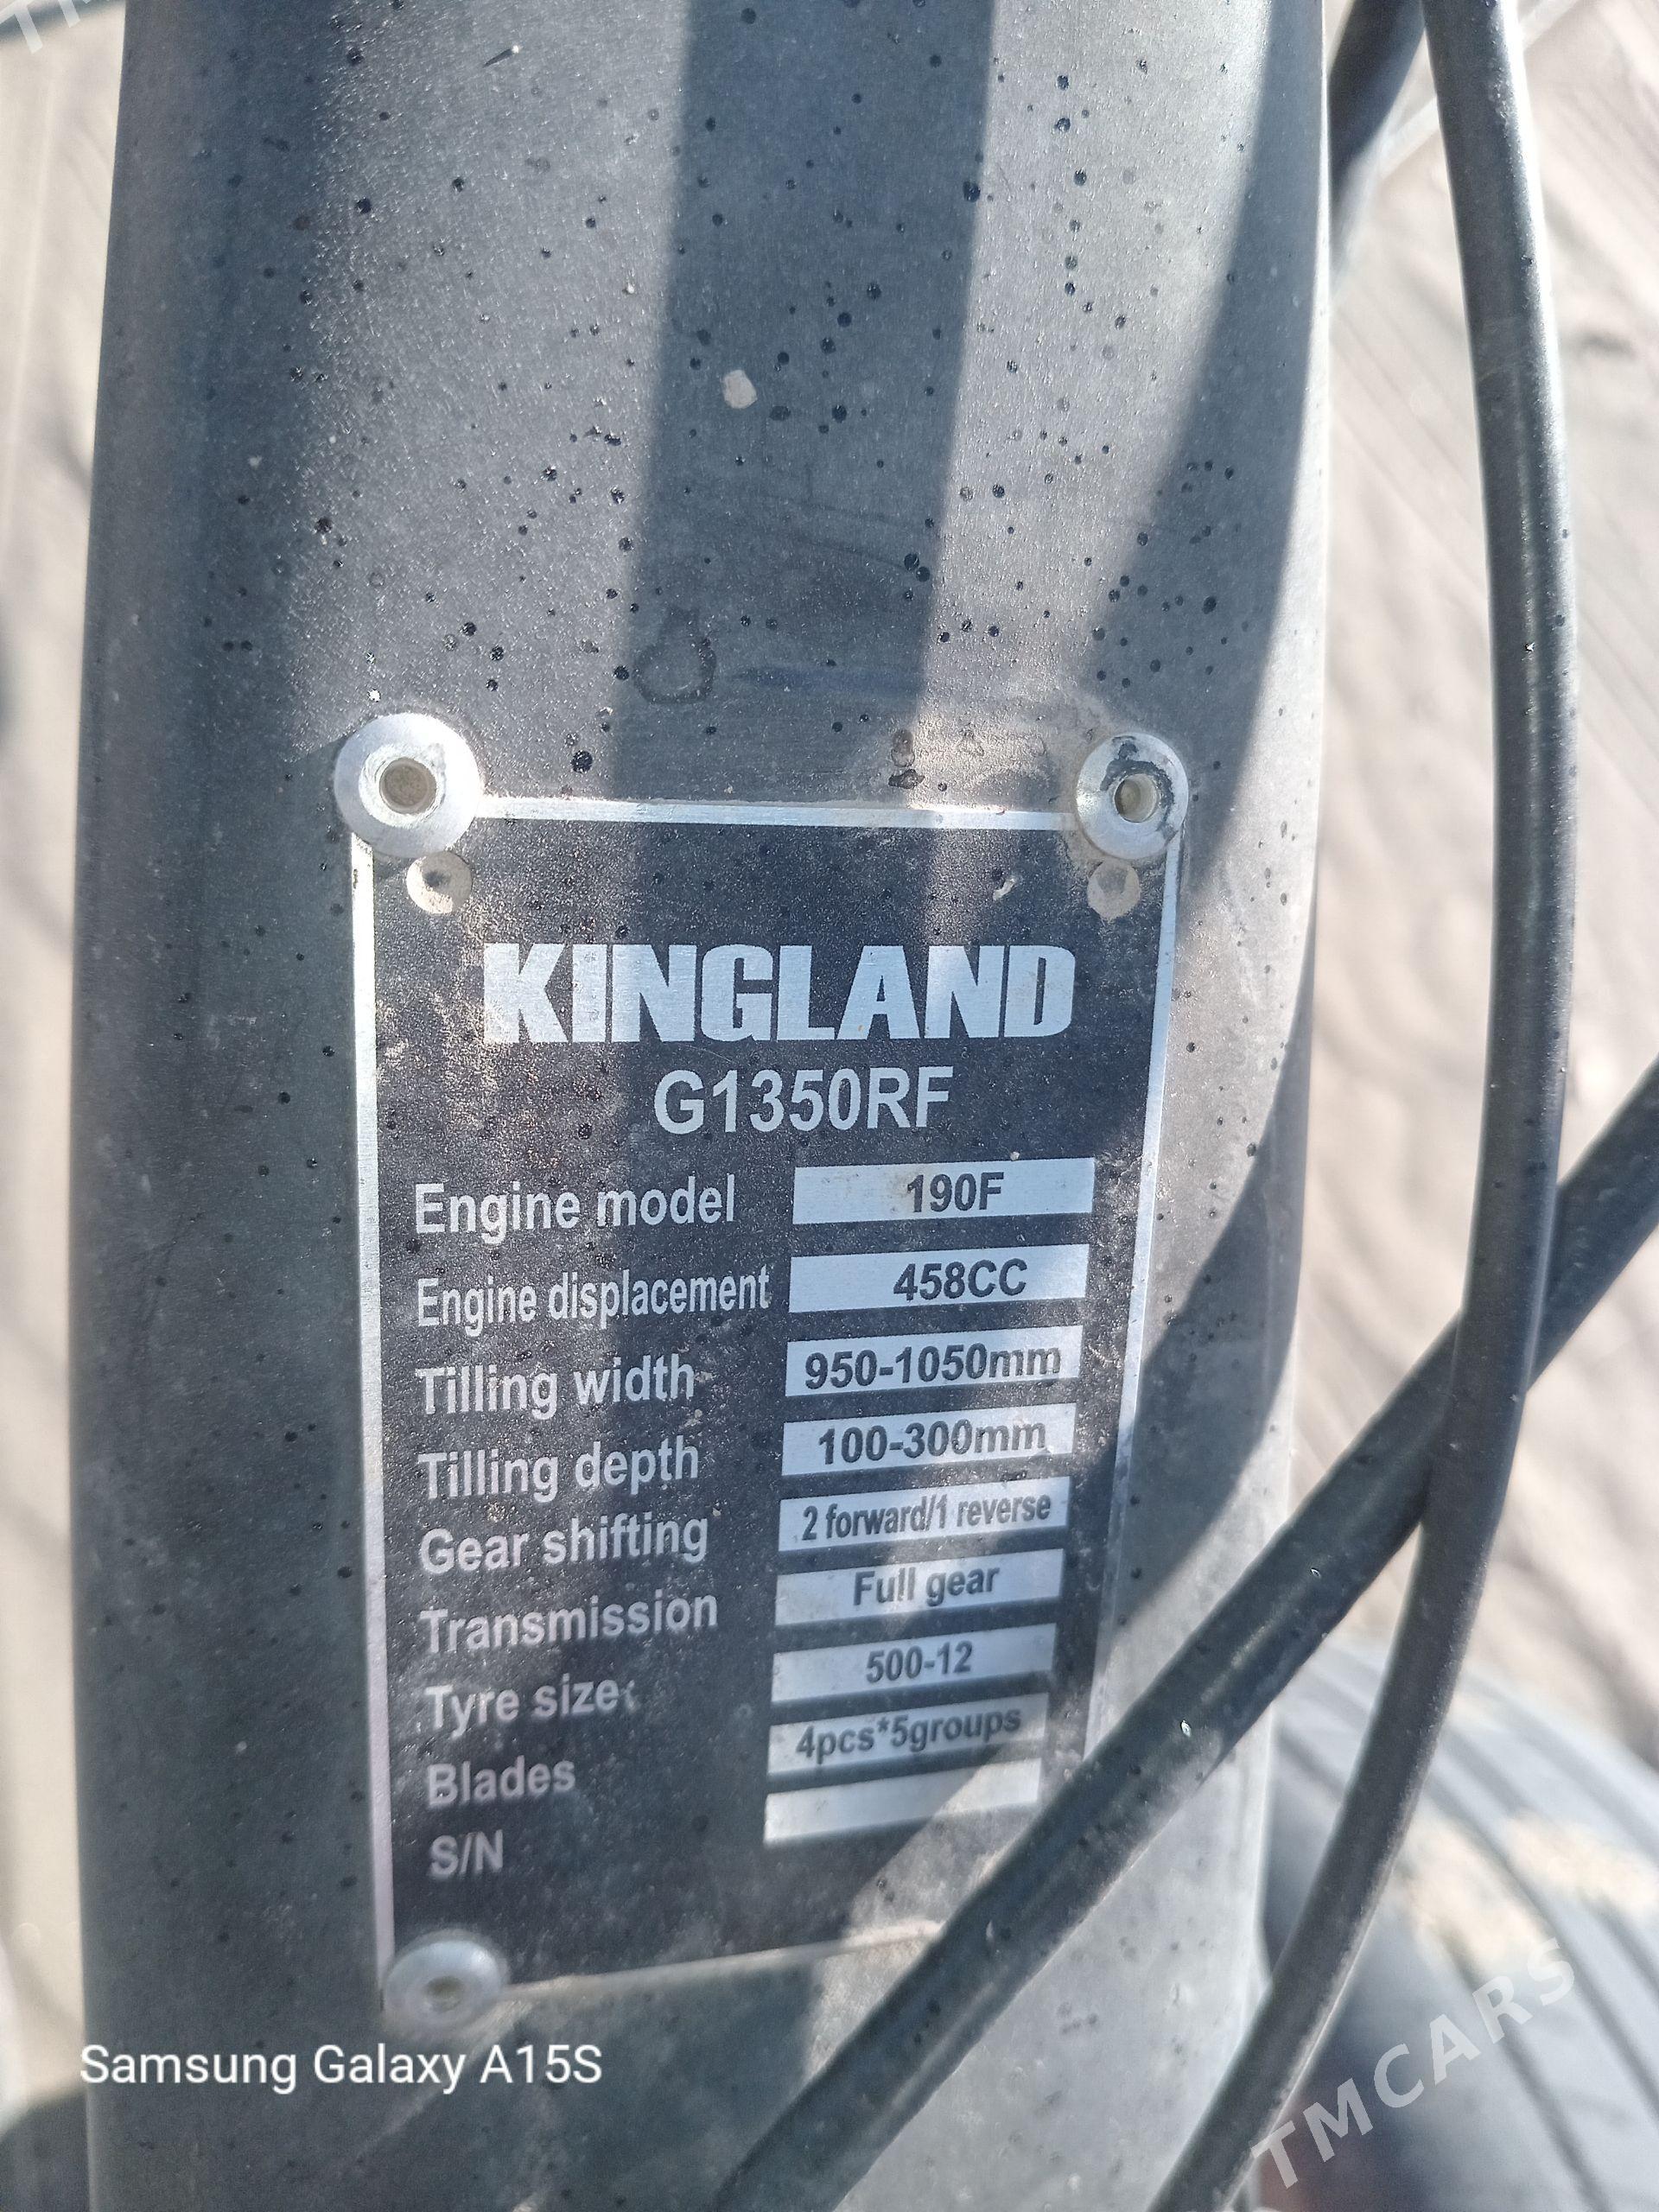 KINGLAND
G1350RF
Engine model 190F
Engine displacement 458CC
Tilling width 950-1050mm
Tilling depth 100-300mm
Gear shifting 2 forward/1 reverse
Transmission Full gear
Tyre size: 500-12
Blades 4pcs*5groups
S/N
Samsung Galaxy A15S
TMCARS